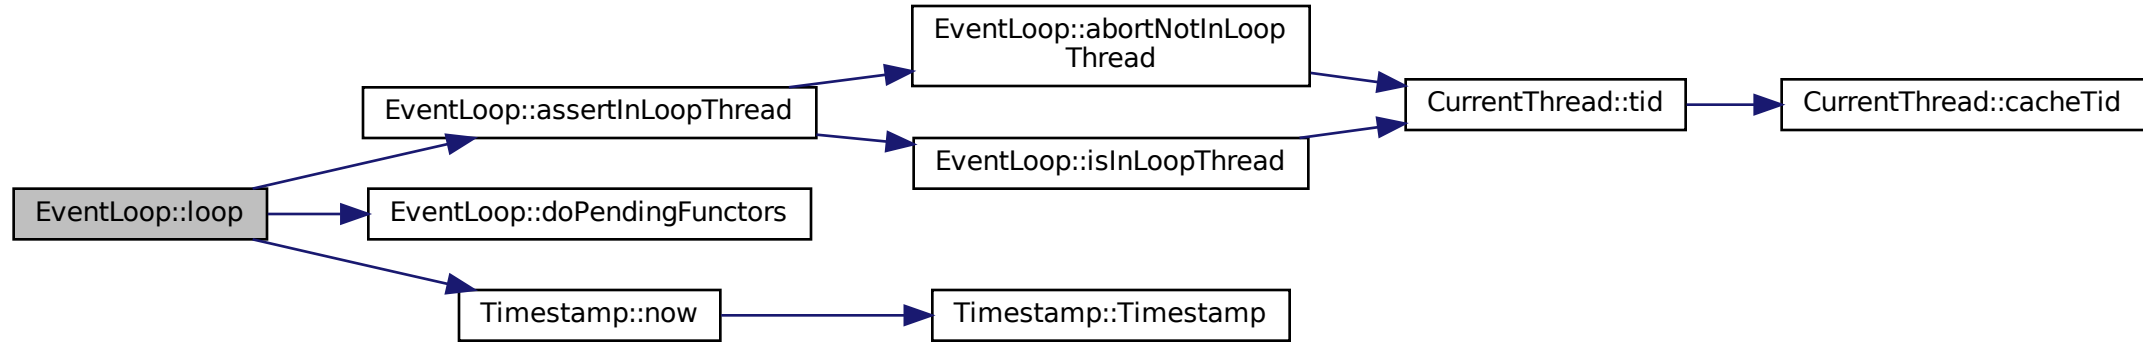 EventLoop::loop
EventLoop::assertInLoopThread
EventLoop::doPendingFunctors
Timestamp::now
EventLoop::abortNotInLoop
Thread
EventLoop::isInLoopThread
Timestamp::Timestamp
CurrentThread::tid
CurrentThread::cacheTid